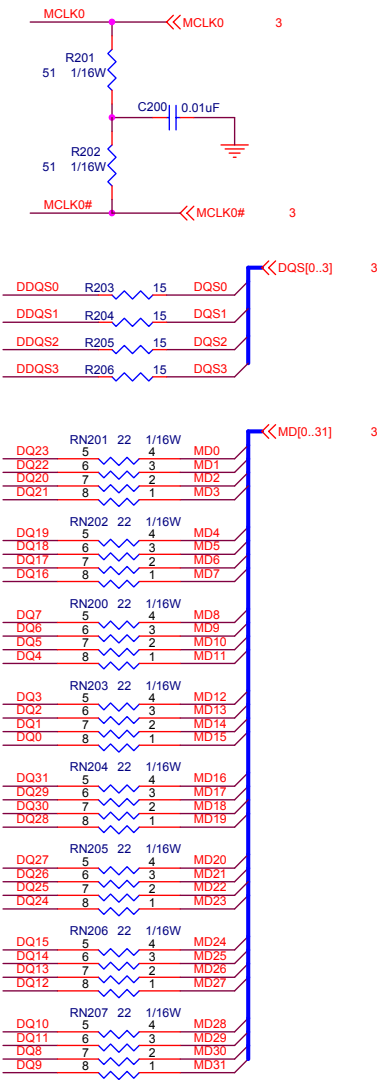 MCLK0 MCLK0 3
R201
51 1/16W
C200 0.01uF
R202
51 1/16W
MCLK0# MCLK0# 3
DQS[0..3] 3
DDQS0 R203 15 DQS0
DDQS1 R204 15 DQS1
DDQS2 R205 15 DQS2
DDQS3 R206 15 DQS3
MD[0..31] 3
RN201 22 1/16W
DQ23 5 4 MD0
DQ22 6 3 MD1
DQ20 7 2 MD2
DQ21 8 1 MD3
RN202 22 1/16W
DQ19 5 4 MD4
DQ18 6 3 MD5
DQ17 7 2 MD6
DQ16 8 1 MD7
RN200 22 1/16W
DQ7 5 4 MD8
DQ6 6 3 MD9
DQ5 7 2 MD10
DQ4 8 1 MD11
RN203 22 1/16W
DQ3 5 4 MD12
DQ2 6 3 MD13
DQ1 7 2 MD14
DQ0 8 1 MD15
RN204 22 1/16W
DQ31 5 4 MD16
DQ29 6 3 MD17
DQ30 7 2 MD18
DQ28 8 1 MD19
RN205 22 1/16W
DQ27 5 4 MD20
DQ26 6 3 MD21
DQ25 7 2 MD22
DQ24 8 1 MD23
RN206 22 1/16W
DQ15 5 4 MD24
DQ14 6 3 MD25
DQ13 7 2 MD26
DQ12 8 1 MD27
RN207 22 1/16W
DQ10 5 4 MD28
DQ11 6 3 MD29
DQ8 7 2 MD30
DQ9 8 1 MD31